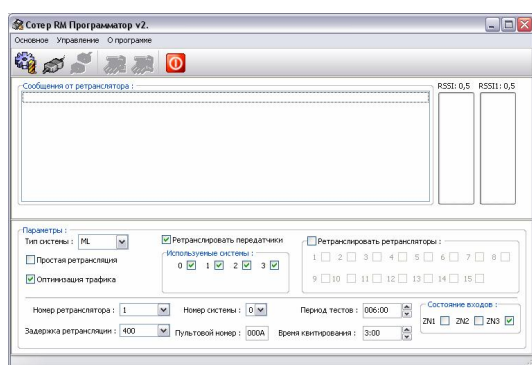 Сотер RM Программатор v2.
Основное Управление О программе
Сообщения от ретранслятора : RSSI: 0,5 RSSI1: 0,5
Параметры :
Тип системы : ML
Ретранслировать передатчики
Ретранслировать ретрансляторы :
Используемые системы :
Простая ретрансляция
0 1 2 3
1 2 3 4 5 6 7 8
Оптимизация трафика
9 10 11 12 13 14 15
Номер ретранслятора : 1 Номер системы : 0 Период тестов : 006:00
Состояние входов :
ZN1 ZN2 ZN3
Задержка ретрансляции : 400 Пультовой номер : 000A Время квитирования : 3:00